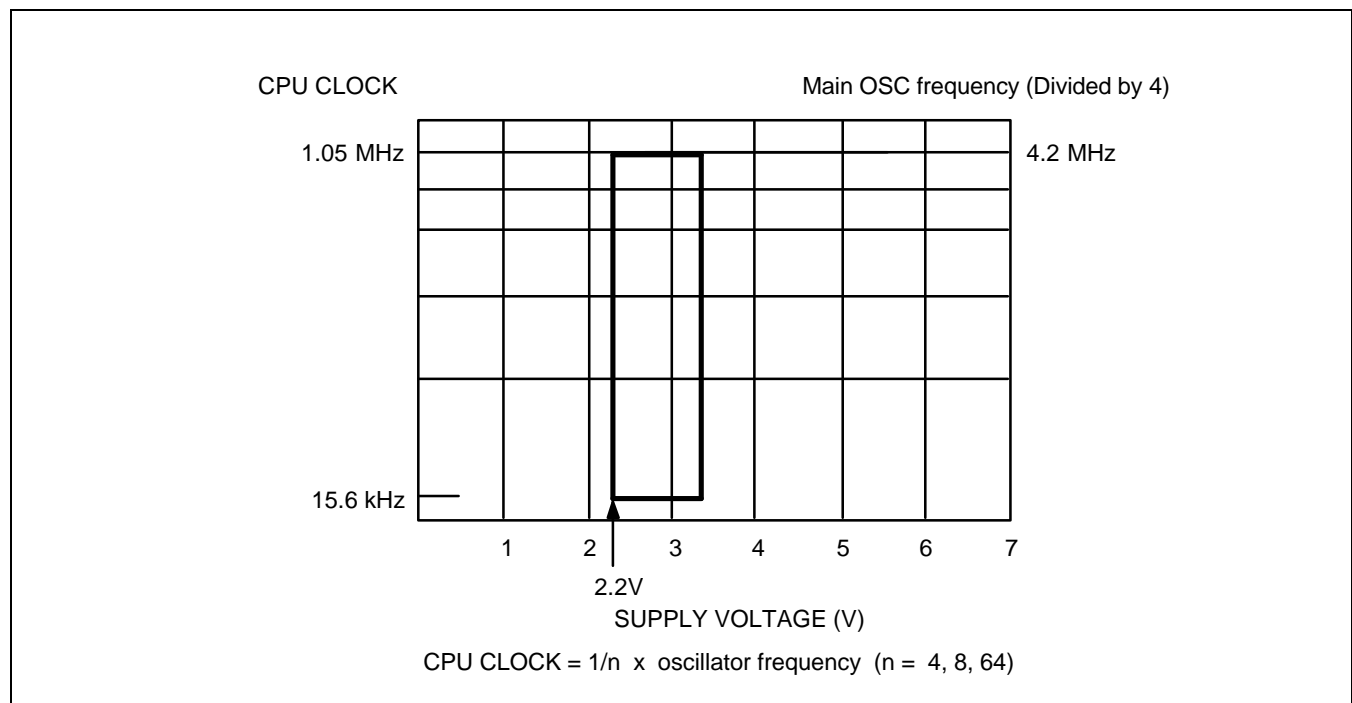 CPU CLOCK
Main OSC frequency (Divided by 4)
1.05 MHz
4.2 MHz
15.6 kHz
1 2 3 4 5 6 7
2.2V
SUPPLY VOLTAGE (V)
CPU CLOCK = 1/n x oscillator frequency (n = 4, 8, 64)